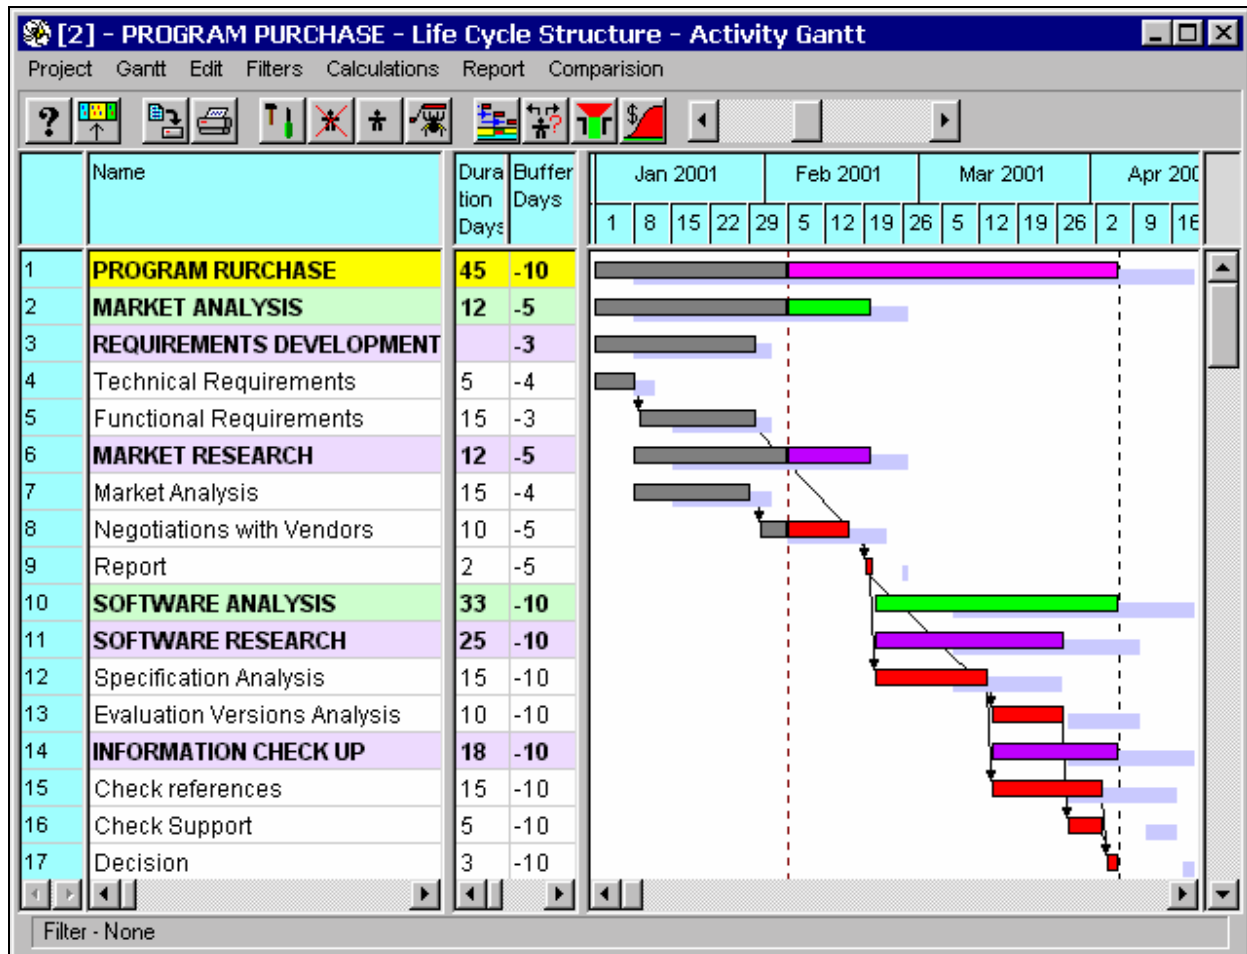 [2] - PROGRAM PURCHASE - Life Cycle Structure - Activity Gantt
Project Gantt Edit Filters Calculations Report Comparision
? ? $
Name Dura Buffer Jan 2001 Feb 2001 Mar 2001 Apr 200
tion Days
Days 1 8 15 22 29 5 12 19 26 5 12 19 26 2 9 16
1 PROGRAM RURCHASE 45 -10
2 MARKET ANALYSIS 12 -5
3 REQUIREMENTS DEVELOPMENT -3
4 Technical Requirements 5 -4
5 Functional Requirements 15 -3
6 MARKET RESEARCH 12 -5
7 Market Analysis 15 -4
8 Negotiations with Vendors 10 -5
9 Report 2 -5
10 SOFTWARE ANALYSIS 33 -10
11 SOFTWARE RESEARCH 25 -10
12 Specification Analysis 15 -10
13 Evaluation Versions Analysis 10 -10
14 INFORMATION CHECK UP 18 -10
15 Check references 15 -10
16 Check Support 5 -10
17 Decision 3 -10
Filter - None